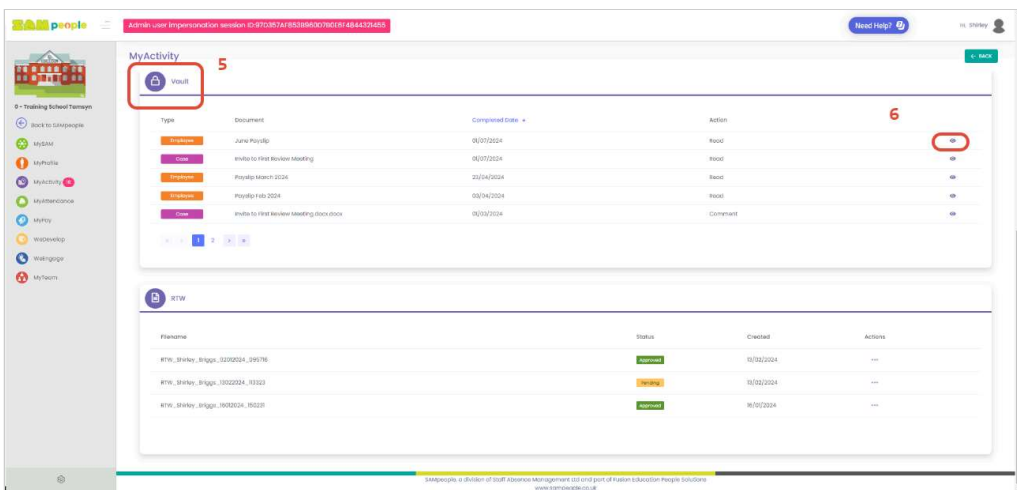 SAMpeople
Admin user impersonation session ID:97D357AF85389600780E6F4844321455
Need Help?
Hi, Shirley
MyActivity
← BACK
5
Vault
6
0 - Training School Tamsyn
Back to SAMpeople
MySAM
MyProfile
MyActivity
MyAttendance
MyPay
WeDevelop
WeEngage
MyTeam
Type Document Completed Date Action
Employee June Payslip 01/07/2024 Read
Case Invite to First Review Meeting 01/07/2024 Read
Employee Payslip March 2024 23/04/2024 Read
Employee Payslip Feb 2024 03/04/2024 Read
Case Invite to First Review Meeting.docx.docx 01/03/2024 Comment
« ‹ 1 2 › »
RTW
Filename Status Created Actions
RTW_Shirley_Briggs_02012024_095716 Approved 13/02/2024 ...
RTW_Shirley_Briggs_13022024_113323 Pending 13/02/2024 ...
RTW_Shirley_Briggs_16012024_150231 Approved 16/01/2024 ...
SAMpeople, a division of Staff Absence Management Ltd and part of Fusion Education People Solutions
www.sampeople.co.uk